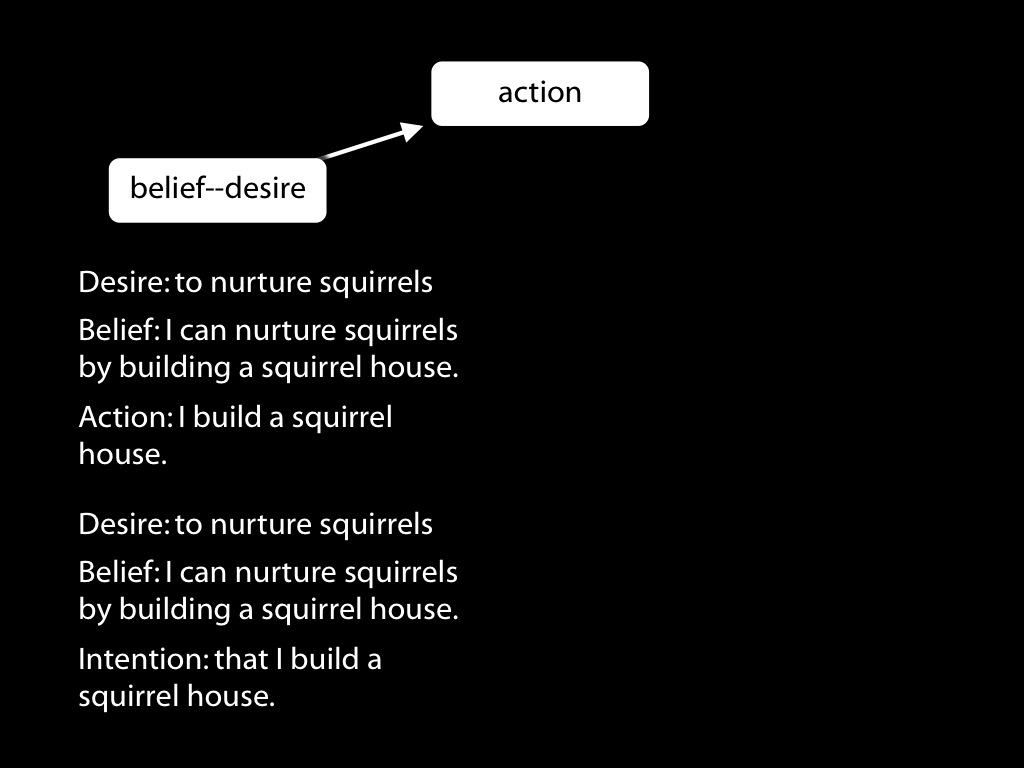 action
belief--desire
Desire: to nurture squirrels
Belief: I can nurture squirrels
by building a squirrel house.
Action: I build a squirrel
house.
Desire: to nurture squirrels
Belief: I can nurture squirrels
by building a squirrel house.
Intention: that I build a
squirrel house.